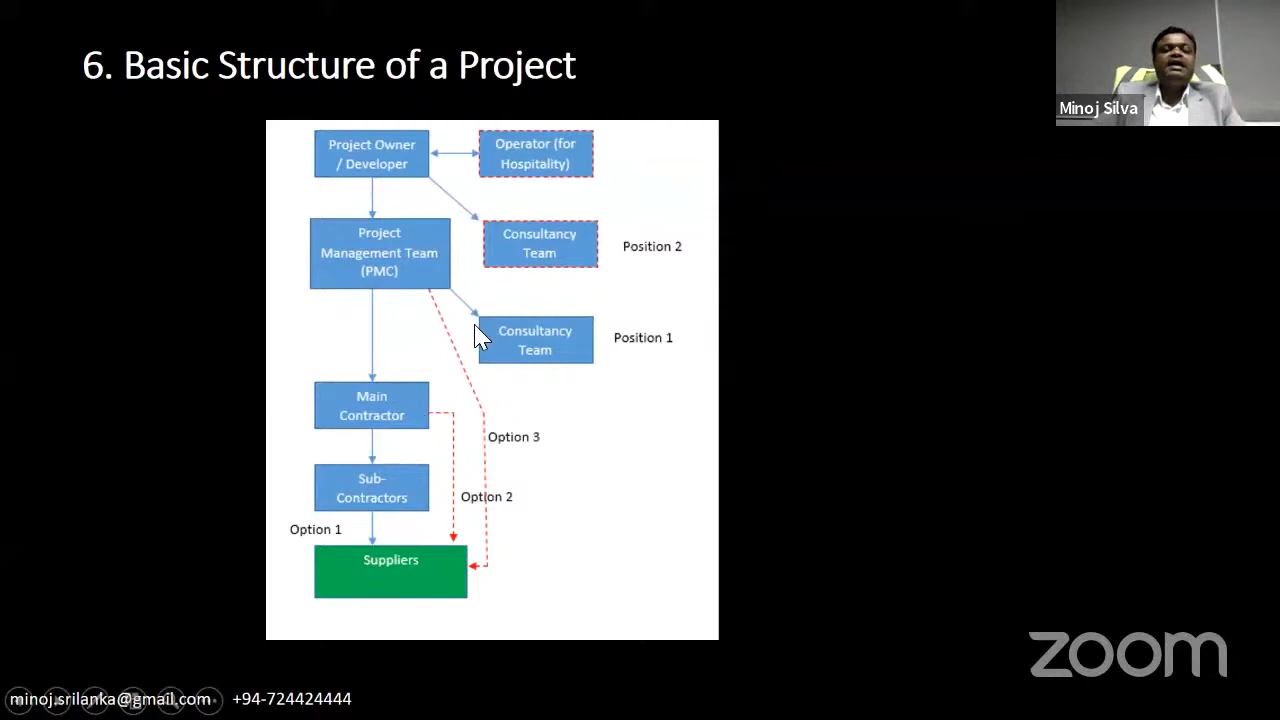 6. Basic Structure of a Project
Minoj Silva
Project Owner
/ Developer
Operator (for
Hospitality)
Project
Management Team
(PMC)
Consultancy
Team
Position 2
Consultancy
Team
Position 1
Main
Contractor
Option 3
Sub-
Contractors
Option 2
Option 1
Suppliers
zoom
minoj.srilanka@gmail.com +94-724424444